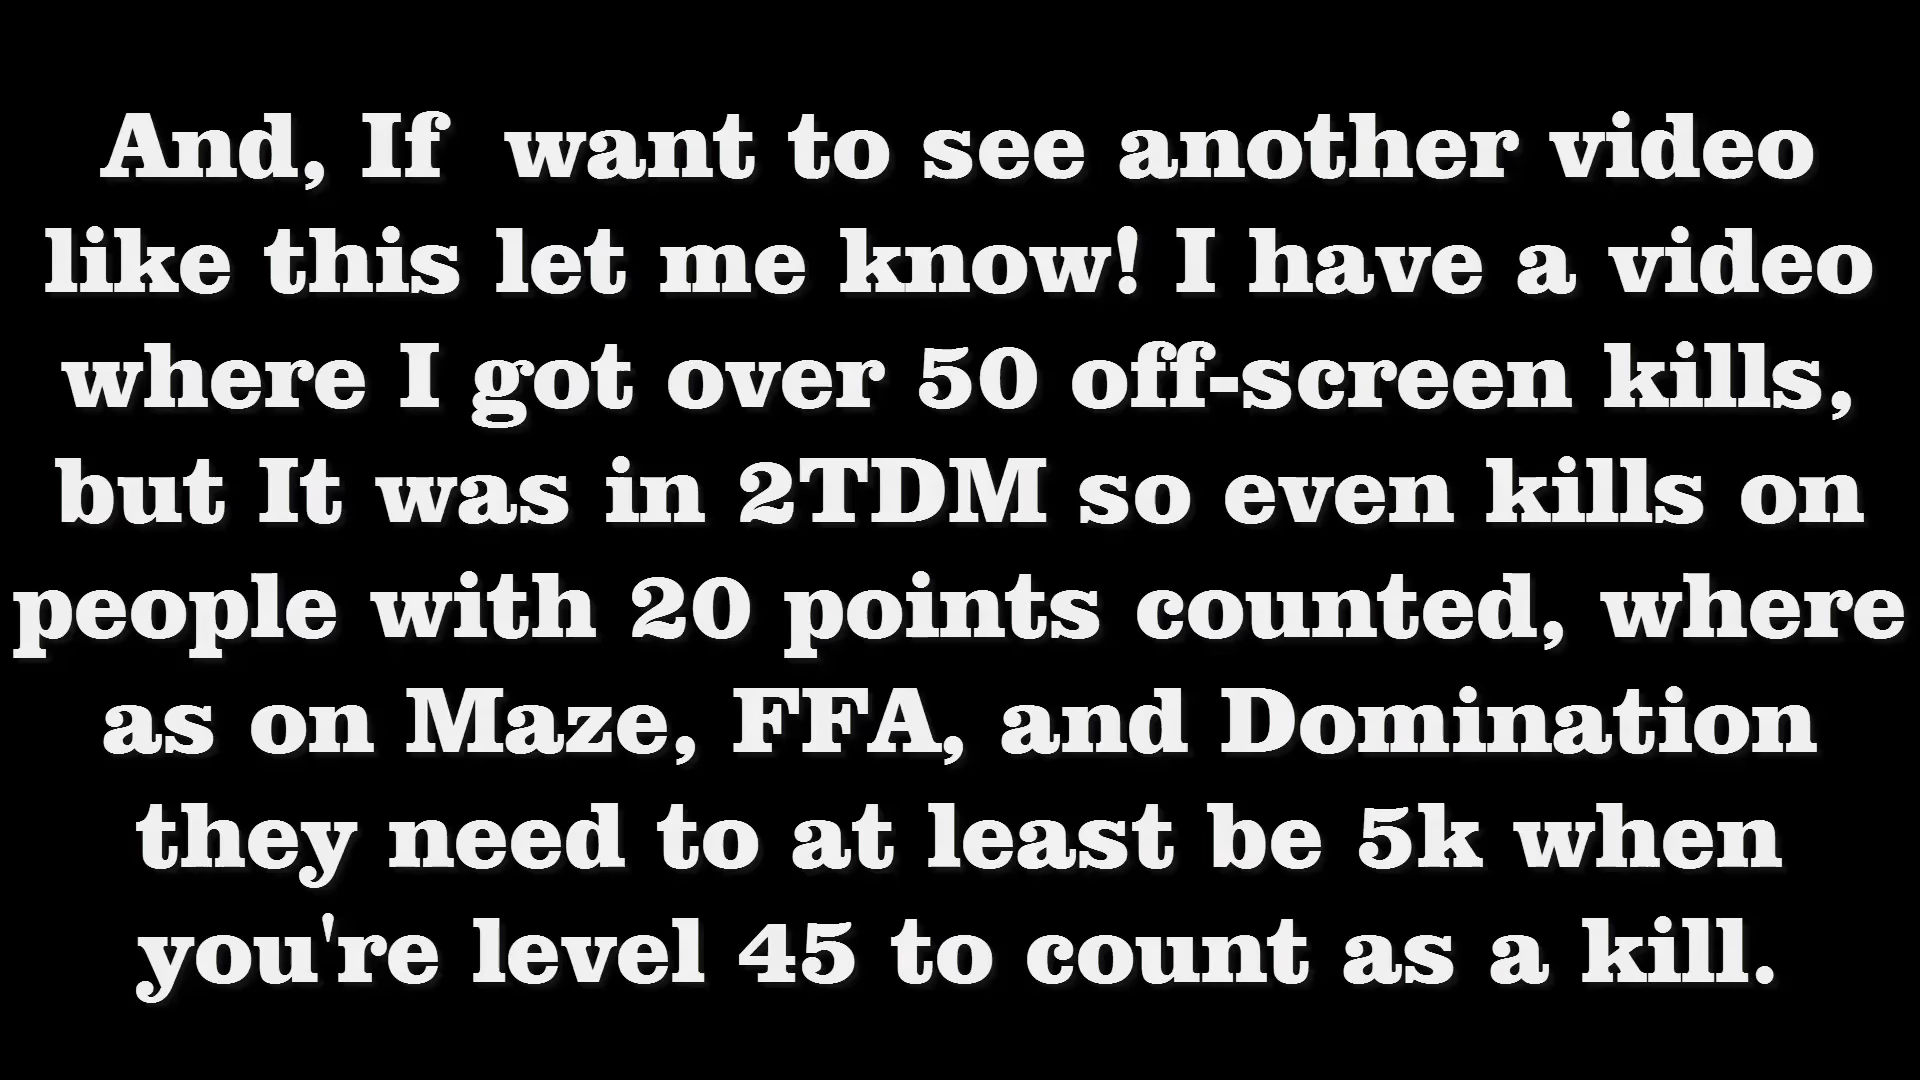 And, If  want to see another video
like this let me know! I have a video
where I got over 50 off-screen kills,
but It was in 2TDM so even kills on
people with 20 points counted, where
as on Maze, FFA, and Domination
they need to at least be 5k when
you're level 45 to count as a kill.